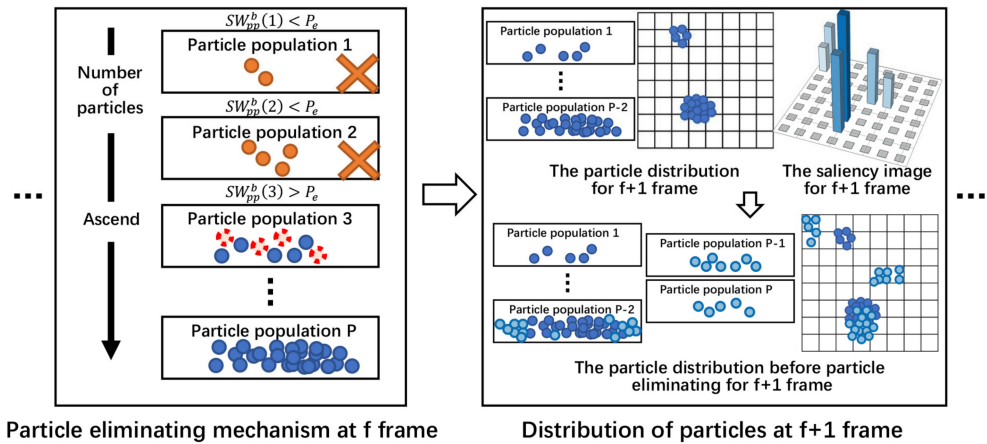 ...
Number
of
particles
Ascend
SW_pp^b(1) < P_e
Particle population 1
SW_pp^b(2) < P_e
Particle population 2
SW_pp^b(3) > P_e
Particle population 3
Particle population P
Particle eliminating mechanism at f frame
Particle population 1
Particle population P-2
The particle distribution
for f+1 frame
The saliency image
for f+1 frame
Particle population 1
Particle population P-2
Particle population P-1
Particle population P
The particle distribution before particle
eliminating for f+1 frame
...
Distribution of particles at f+1 frame